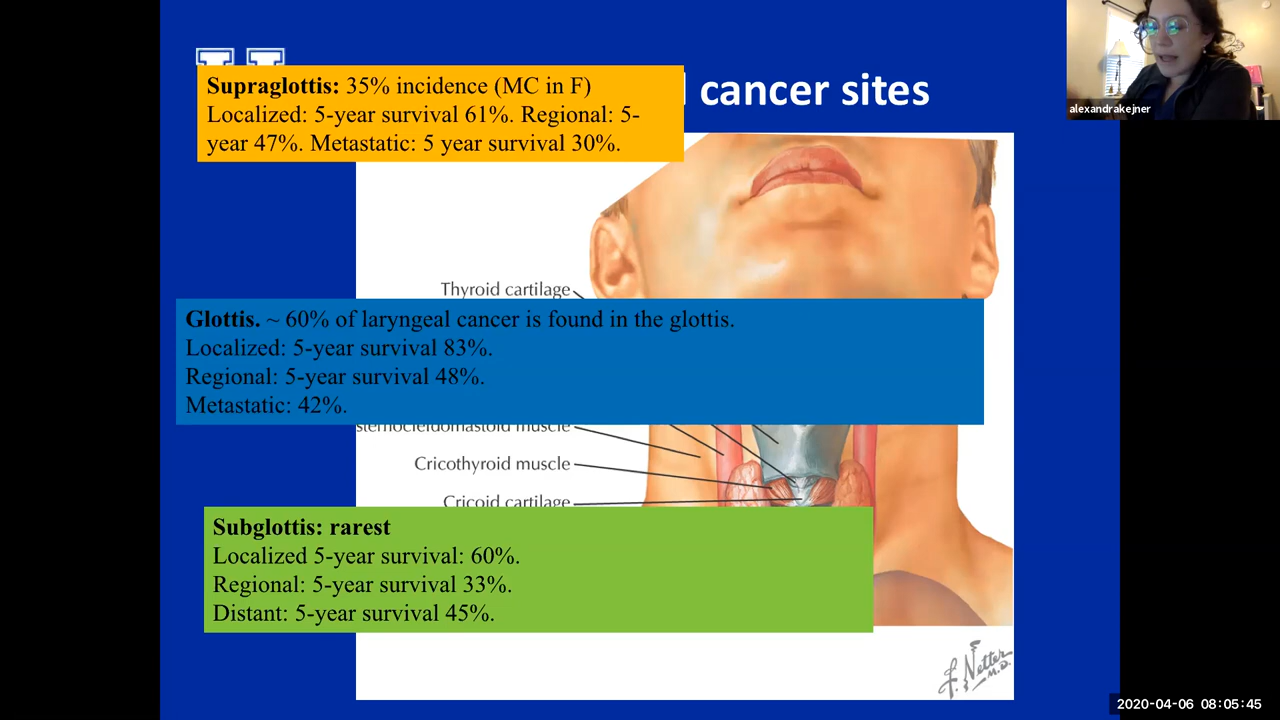 cancer sites
alexandrakejner
Supraglottis: 35% incidence (MC in F)
Localized: 5-year survival 61%. Regional: 5-
year 47%. Metastatic: 5 year survival 30%.
Thyroid cartilage
Glottis. ~ 60% of laryngeal cancer is found in the glottis.
Localized: 5-year survival 83%.
Regional: 5-year survival 48%.
Metastatic: 42%.
sternocleidomastoid muscle
Cricothyroid muscle
Cricoid cartilage
Subglottis: rarest
Localized 5-year survival: 60%.
Regional: 5-year survival 33%.
Distant: 5-year survival 45%.
F. Netter
M.D.
2020-04-06 08:05:45